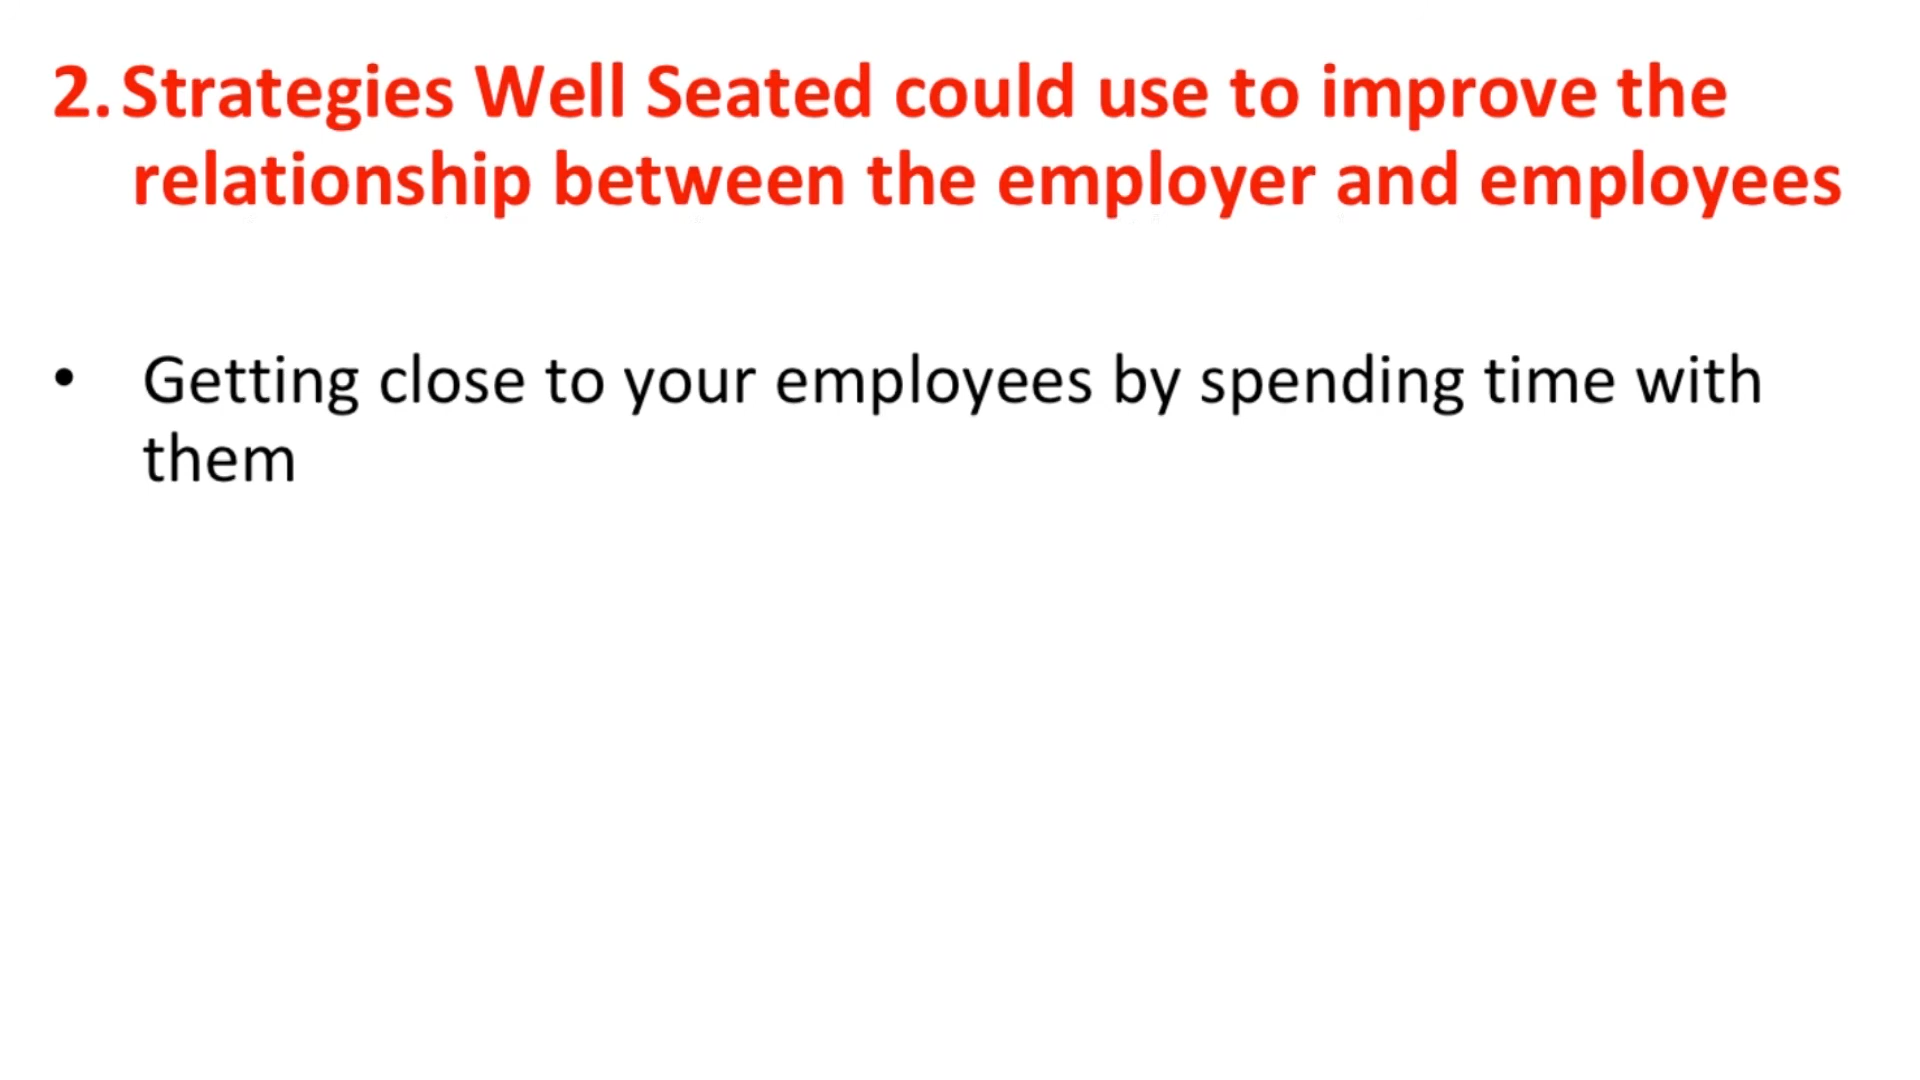 2. Strategies Well Seated could use to improve the
relationship between the employer and employees
• Getting close to your employees by spending time with
them